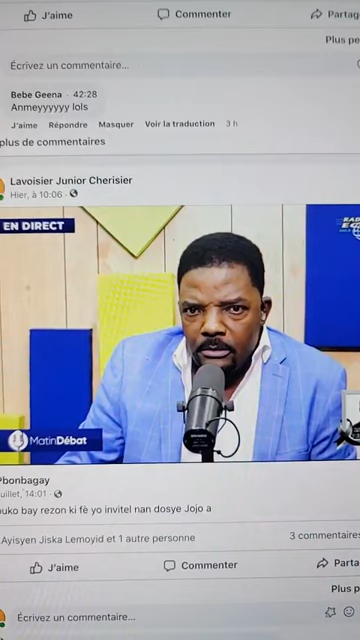 J'aime
Commenter
Partag
Plus pe
Écrivez un commentaire...
Bebe Geena · 42:28
Anmeyyyyyy lols
J'aime Répondre Masquer Voir la traduction 3 h
plus de commentaires
Lavoisier Junior Cherisier
Hier, à 10:06 ·
EN DIRECT
MatinDébat
Pbonbagay
uillet, 14:01 ·
ouko bay rezon ki fè yo invitel nan dosye Jojo a
Ayisyen Jiska Lemoyid et 1 autre personne
3 commentaires
J'aime
Commenter
Parta
Plus p
Écrivez un commentaire...